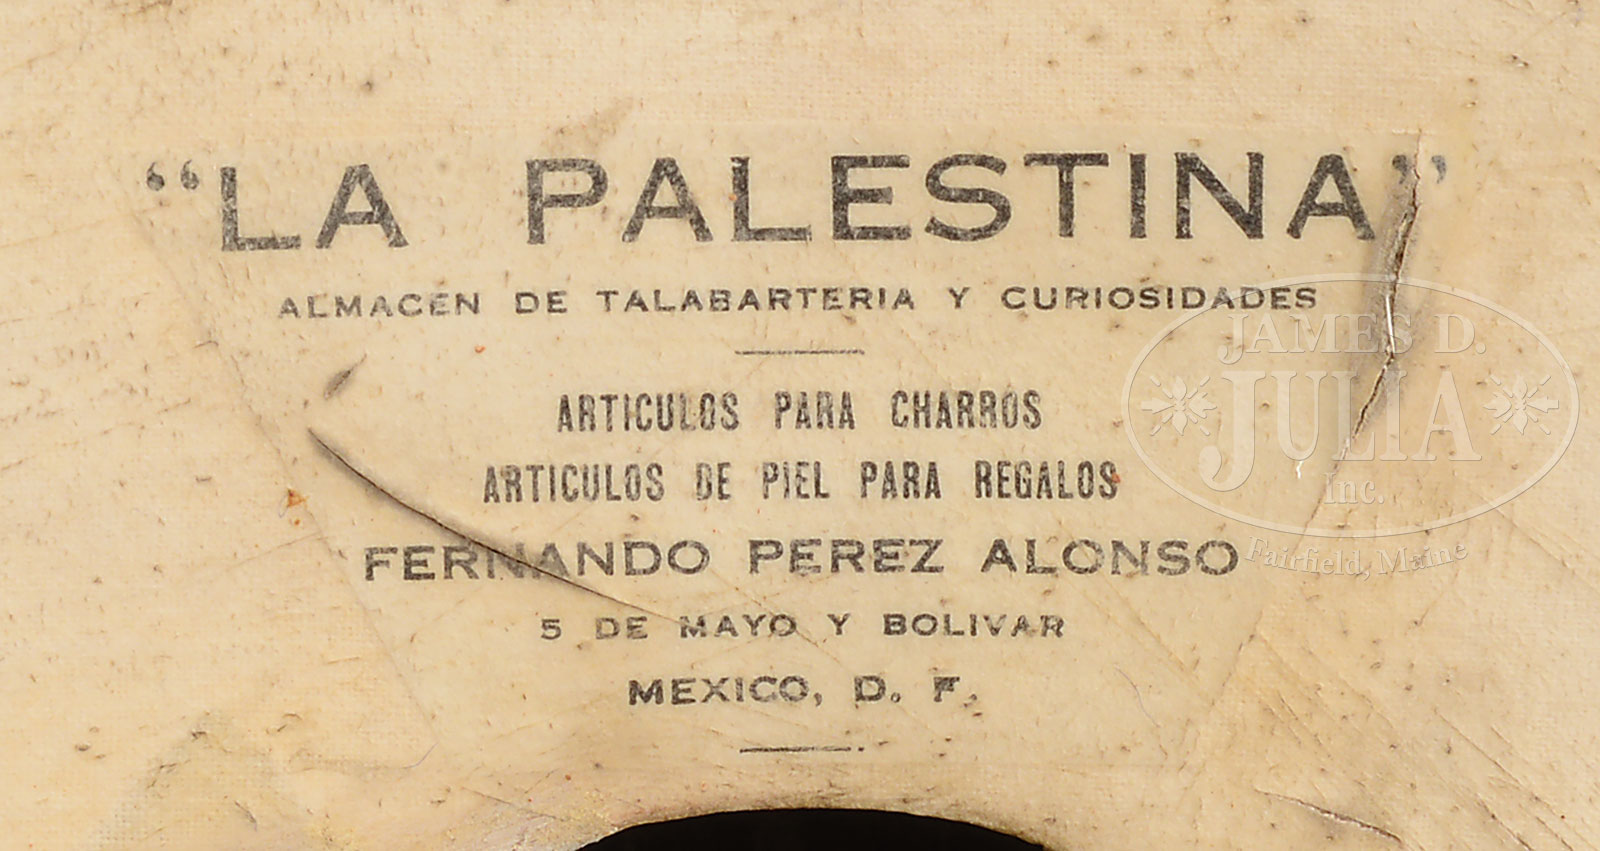 “LA PALESTINA”
ALMACEN DE TALABARTERIA Y CURIOSIDADES
ARTICULOS PARA CHARROS
ARTICULOS DE PIEL PARA REGALOS
FERNANDO PEREZ ALONSO
5 DE MAYO Y BOLIVAR
MEXICO, D. F.
JAMES D.
JULIA
Inc.
Fairfield, Maine